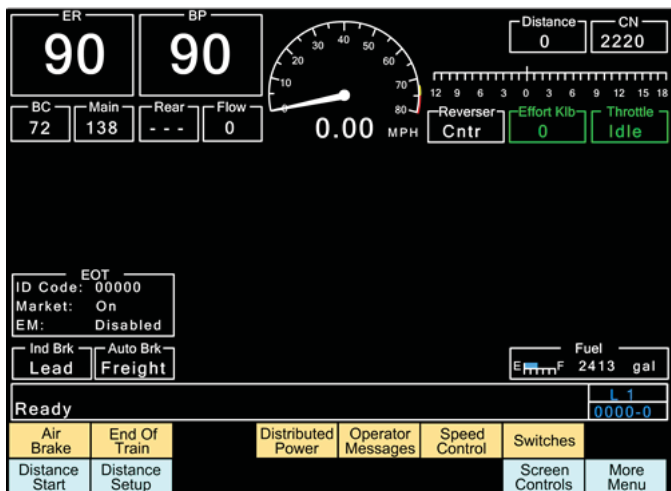 ER
90
BP
90
0
10
20
30
40
50
60
70
80
0.00 MPH
Distance
0
CN
2220
12 9 6 3 0 3 6 9 12 15 18
BC
72
Main
138
Rear
- - -
Flow
0
Reverser
Cntr
Effort Klb
0
Throttle
Idle
EOT
ID Code: 00000
Market: On
EM: Disabled
Ind Brk
Lead
Auto Brk
Freight
Fuel
E F 2413 gal
Ready
L 1
0000-0
Air
Brake
End Of
Train
Distributed
Power
Operator
Messages
Speed
Control
Switches
Distance
Start
Distance
Setup
Screen
Controls
More
Menu